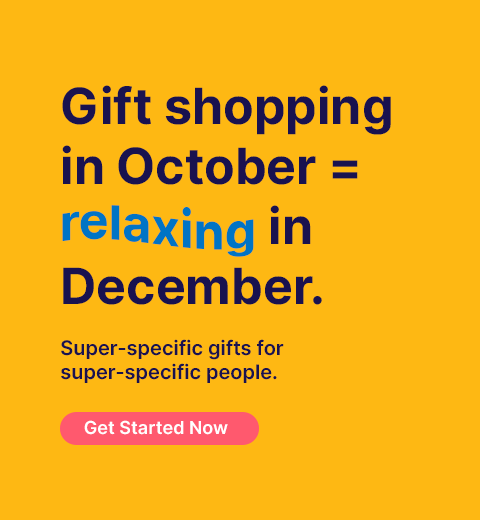 Gift shopping
in October =
relaxing in
December.
Super-specific gifts for
super-specific people.
Get Started Now